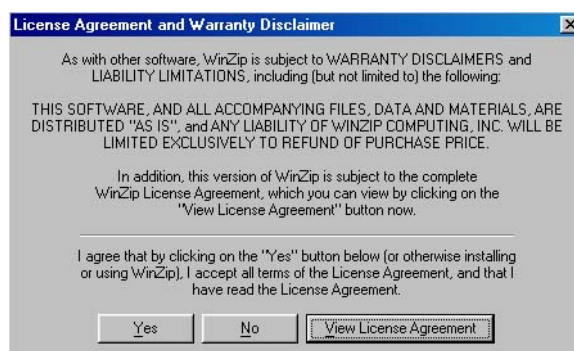 License Agreement and Warranty Disclaimer
As with other software, WinZip is subject to WARRANTY DISCLAIMERS and
LIABILITY LIMITATIONS, including (but not limited to) the following:
THIS SOFTWARE, AND ALL ACCOMPANYING FILES, DATA AND MATERIALS, ARE
DISTRIBUTED "AS IS", and ANY LIABILITY OF WINZIP COMPUTING, INC. WILL BE
LIMITED EXCLUSIVELY TO REFUND OF PURCHASE PRICE.
In addition, this version of WinZip is subject to the complete
WinZip License Agreement, which you can view by clicking on the
"View License Agreement" button now.
I agree that by clicking on the "Yes" button below (or otherwise installing
or using WinZip), I accept all terms of the License Agreement, and that I
have read the License Agreement.
Yes No View License Agreement